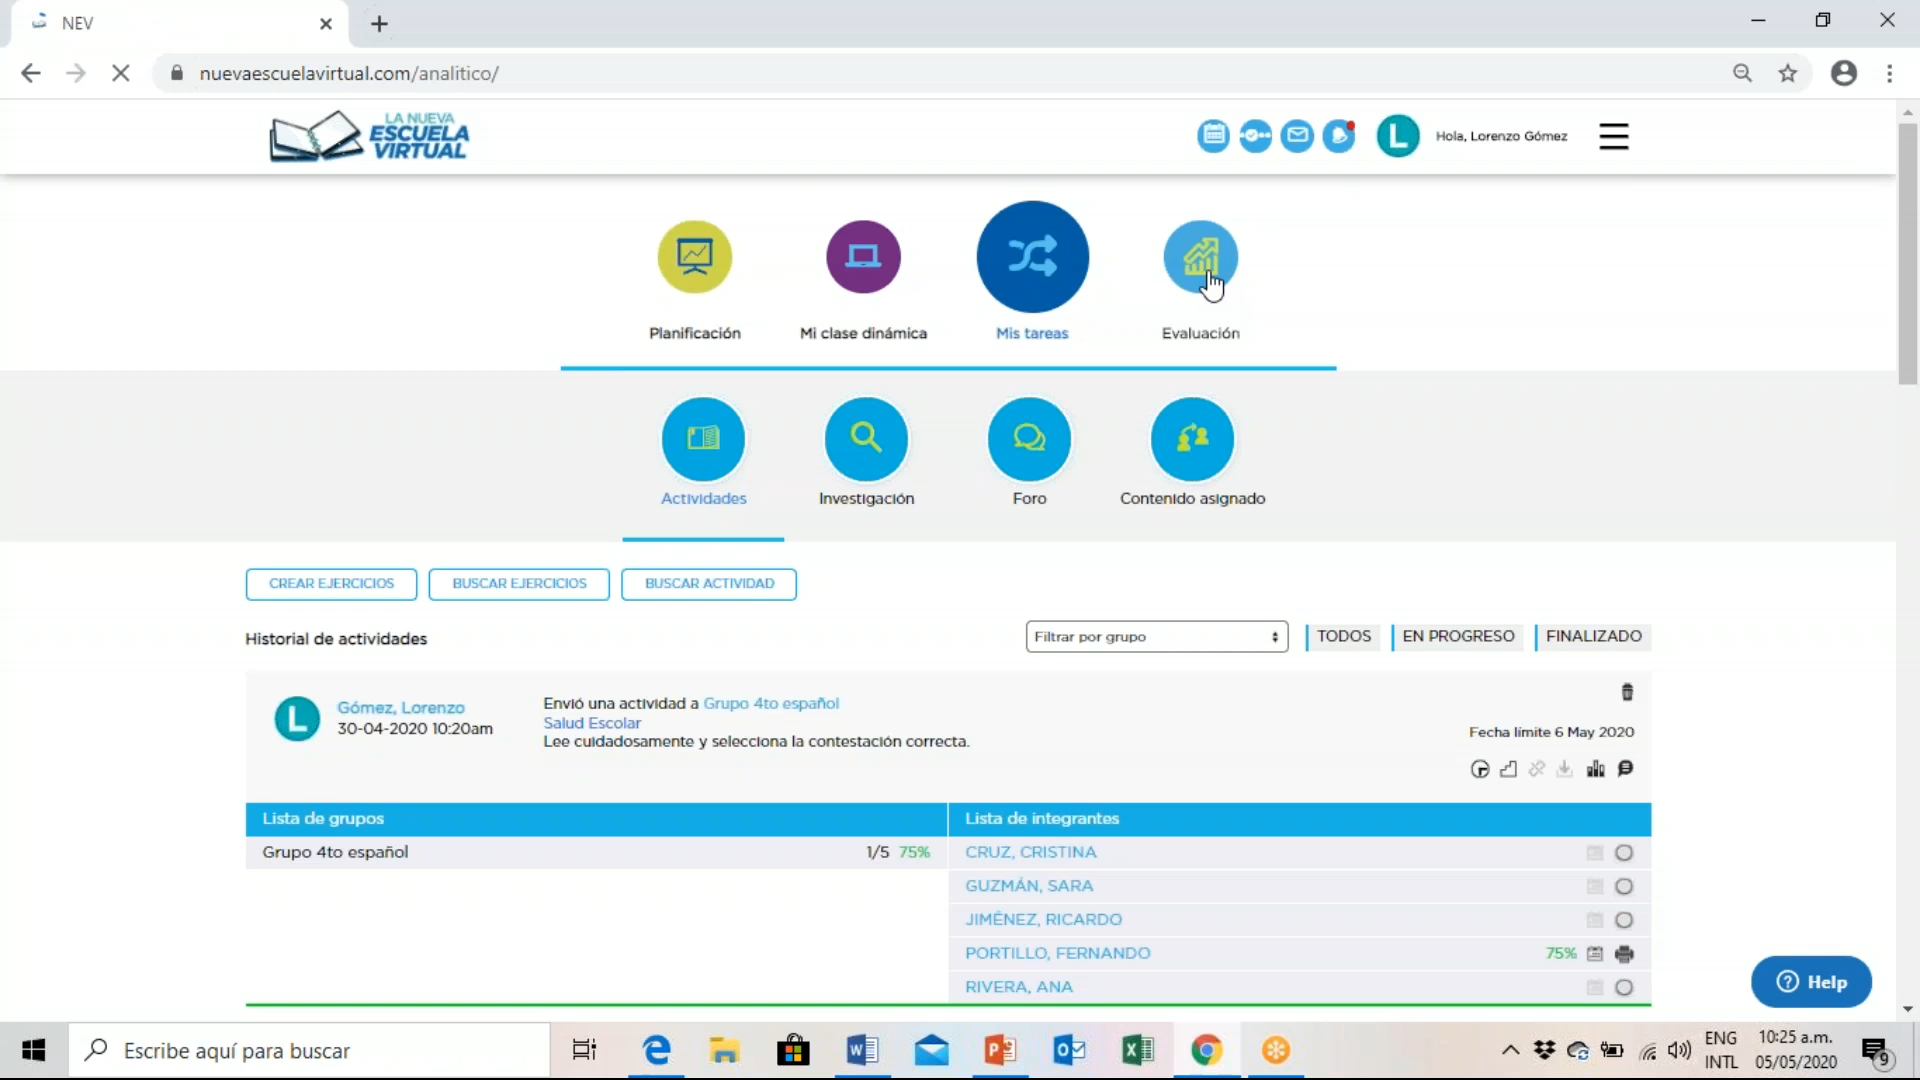 NEV
nuevaescuelavirtual.com/analitico/
LA NUEVA
ESCUELA
VIRTUAL
L
Hola, Lorenzo Gómez
Planificación
Mi clase dinámica
Mis tareas
Evaluación
Actividades
Investigación
Foro
Contenido asignado
CREAR EJERCICIOS
BUSCAR EJERCICIOS
BUSCAR ACTIVIDAD
Historial de actividades
Filtrar por grupo
TODOS
EN PROGRESO
FINALIZADO
L
Gómez, Lorenzo
30-04-2020 10:20am
Envió una actividad a Grupo 4to español
Salud Escolar
Lee cuidadosamente y selecciona la contestación correcta.
Fecha límite 6 May 2020
Lista de grupos
Lista de integrantes
Grupo 4to español 1/5 75%
CRUZ, CRISTINA
GUZMÁN, SARA
JIMÉNEZ, RICARDO
PORTILLO, FERNANDO 75%
RIVERA, ANA
Help
Escribe aquí para buscar
ENG
INTL
10:25 a.m.
05/05/2020
9